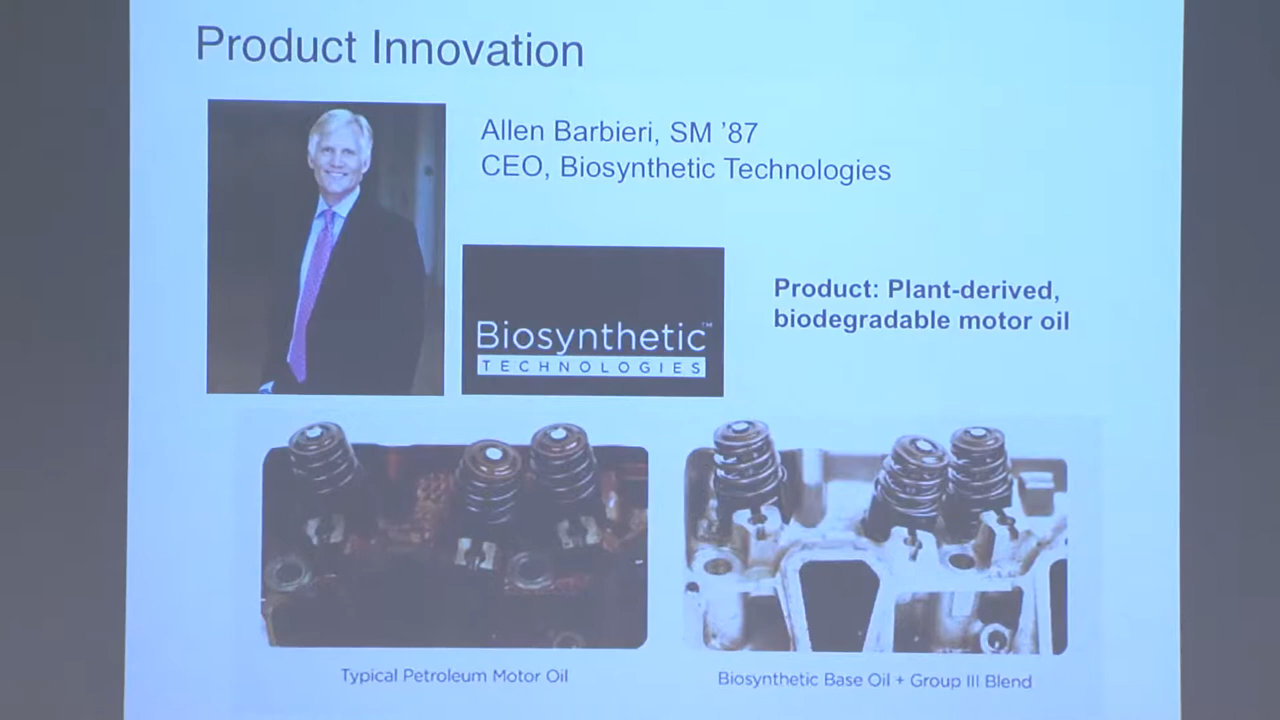 Product Innovation
Allen Barbieri, SM ’87
CEO, Biosynthetic Technologies
Biosynthetic™
TECHNOLOGIES
Product: Plant-derived,
biodegradable motor oil
Typical Petroleum Motor Oil
Biosynthetic Base Oil + Group III Blend